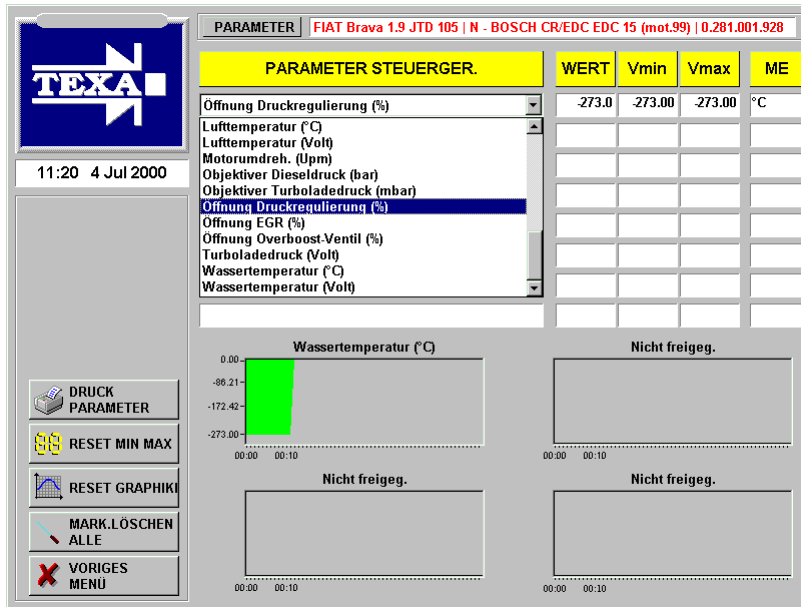 PARAMETER FIAT Brava 1.9 JTD 105 | N - BOSCH CR/EDC EDC 15 (mot.99) | 0.281.001.928
TEXA
11:20 4 Jul 2000
PARAMETER STEUERGER. WERT Vmin Vmax ME
Öffnung Druckregulierung (%) -273.0 -273.00 -273.00 °C
Lufttemperatur (°C)
Lufttemperatur (Volt)
Motorumdreh. (Upm)
Objektiver Dieseldruck (bar)
Objektiver Turboladedruck (mbar)
Öffnung Druckregulierung (%)
Öffnung EGR (%)
Öffnung Overboost-Ventil (%)
Turboladedruck (Volt)
Wassertemperatur (°C)
Wassertemperatur (Volt)
Wassertemperatur (°C)
0.00
-86.21
-172.42
-273.00
00:00 00:10
Nicht freigeg.
00:00 00:10
Nicht freigeg.
00:00 00:10
Nicht freigeg.
00:00 00:10
DRUCK
PARAMETER
RESET MIN MAX
RESET GRAPHIKI
MARK.LÖSCHEN
ALLE
VORIGES
MENÜ